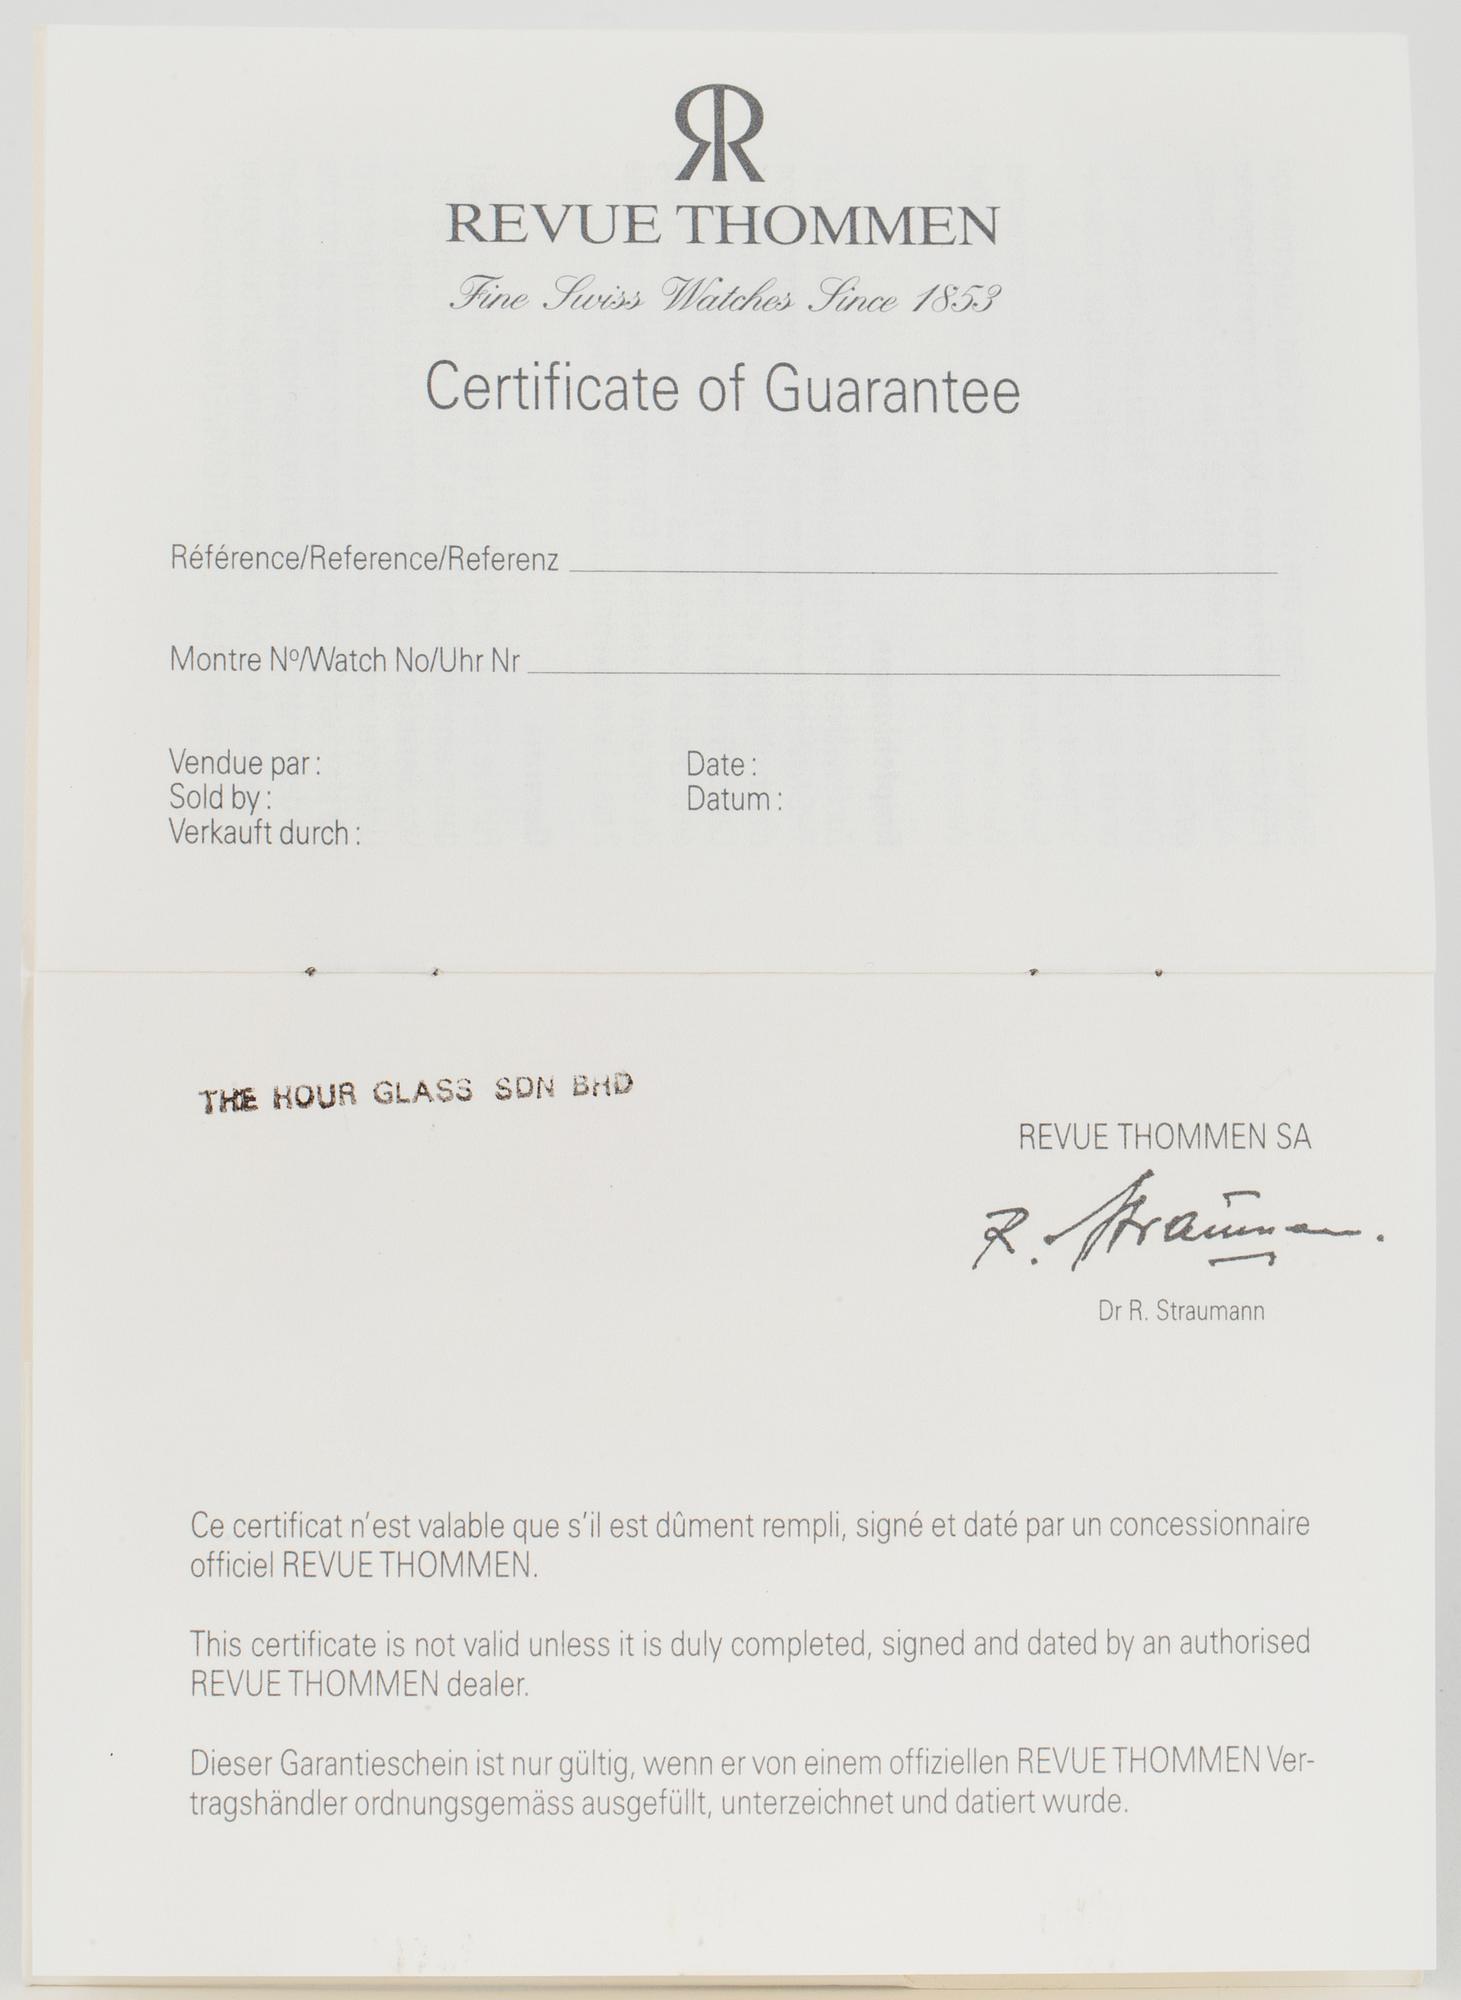 REVUE THOMMEN
Fine Swiss Watches Since 1853
Certificate of Guarantee
Référence/Reference/Referenz
Montre Nº/Watch No/Uhr Nr
Vendue par :
Sold by :
Verkauft durch :
Date :
Datum :
THE HOUR GLASS SDN BHD
REVUE THOMMEN SA
R. Straumann.
Dr R. Straumann
Ce certificat n'est valable que s'il est dûment rempli, signé et daté par un concessionnaire
officiel REVUE THOMMEN.
This certificate is not valid unless it is duly completed, signed and dated by an authorised
REVUE THOMMEN dealer.
Dieser Garantieschein ist nur gültig, wenn er von einem offiziellen REVUE THOMMEN Ver-
tragshändler ordnungsgemäss ausgefüllt, unterzeichnet und datiert wurde.